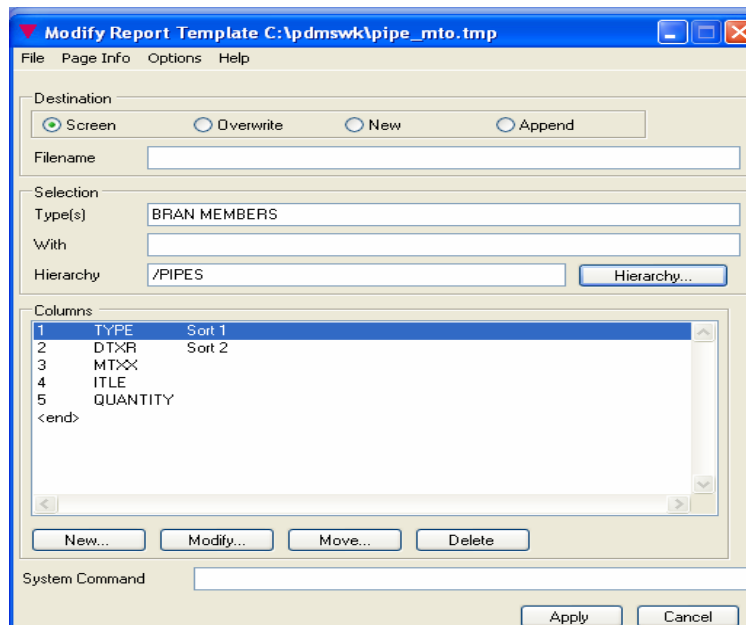 Modify Report Template C:\pdmswk\pipe_mto.tmp
File Page Info Options Help
Destination
Screen Overwrite New Append
Filename
Selection
Type(s) BRAN MEMBERS
With
Hierarchy /PIPES Hierarchy...
Columns
1 TYPE Sort 1
2 DTXR Sort 2
3 MTXX
4 ITLE
5 QUANTITY
<end>
New... Modify... Move... Delete
System Command
Apply Cancel